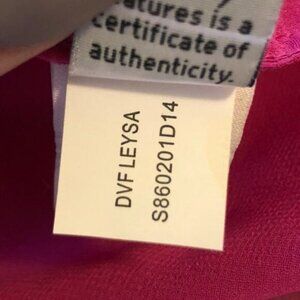 atures is a
certificate of
authenticity.
DVF LEYSA
S860201D14